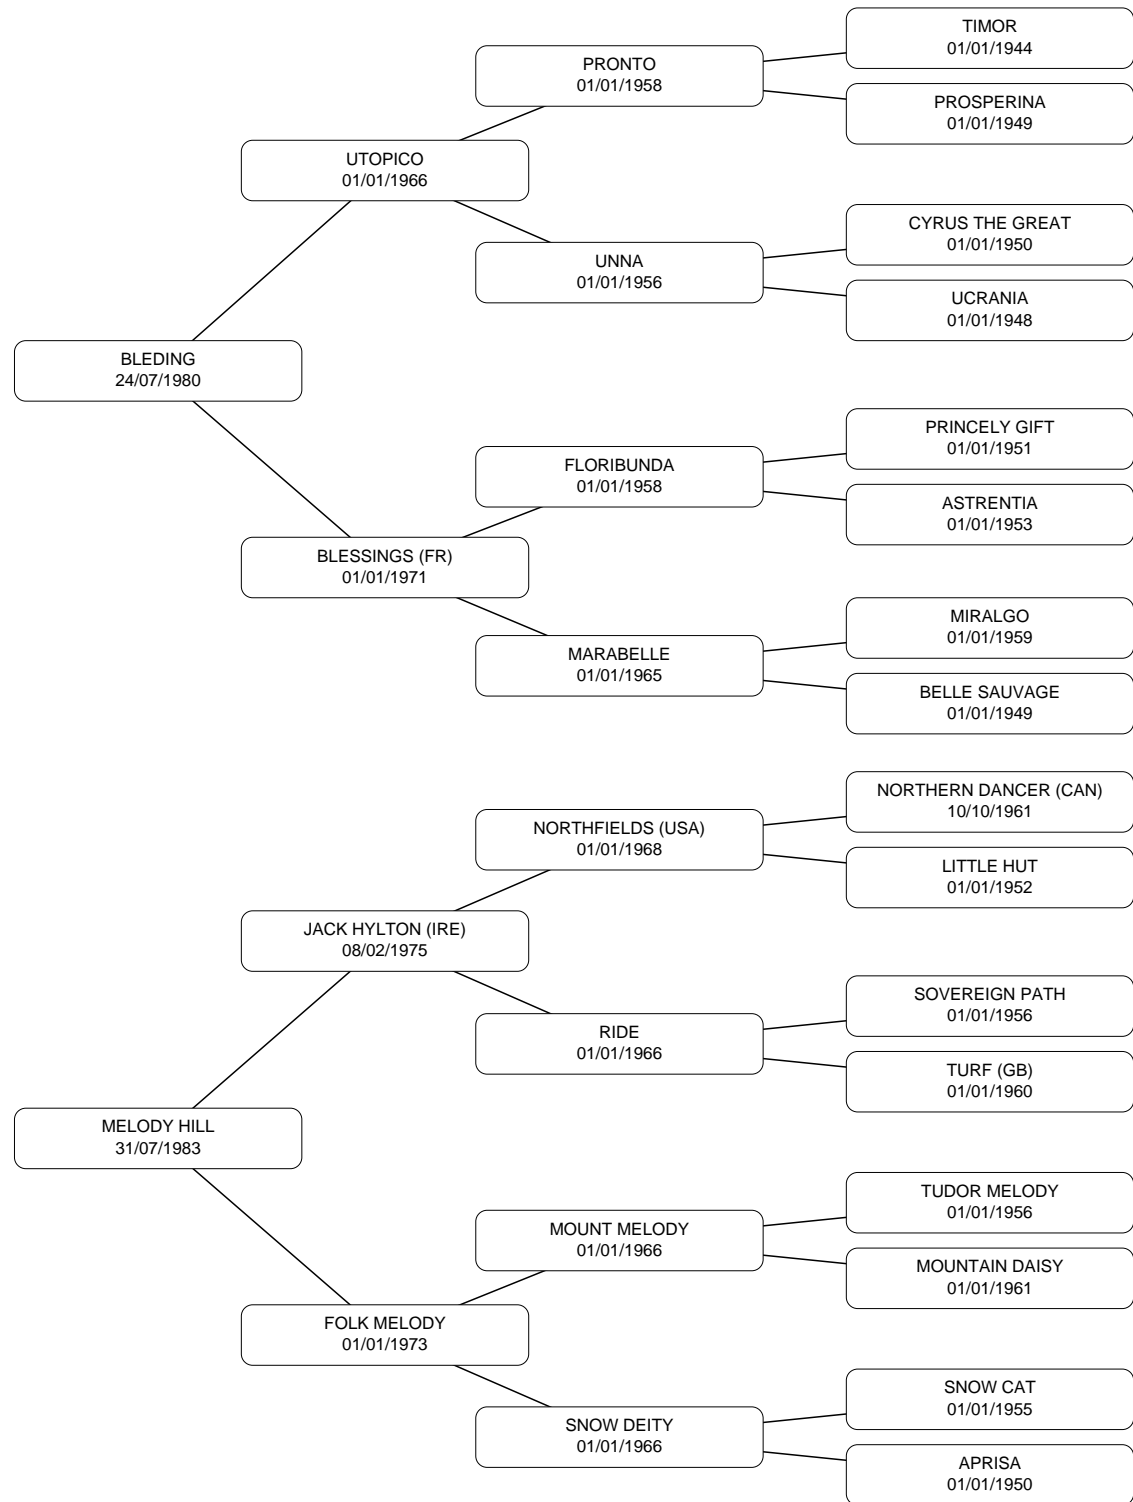 TIMOR
01/01/1944
PRONTO
01/01/1958
PROSPERINA
01/01/1949
UTOPICO
01/01/1966
CYRUS THE GREAT
01/01/1950
UNNA
01/01/1956
UCRANIA
01/01/1948
BLEDING
24/07/1980
PRINCELY GIFT
01/01/1951
FLORIBUNDA
01/01/1958
ASTRENTIA
01/01/1953
BLESSINGS (FR)
01/01/1971
MIRALGO
01/01/1959
MARABELLE
01/01/1965
BELLE SAUVAGE
01/01/1949
NORTHERN DANCER (CAN)
10/10/1961
NORTHFIELDS (USA)
01/01/1968
LITTLE HUT
01/01/1952
JACK HYLTON (IRE)
08/02/1975
SOVEREIGN PATH
01/01/1956
RIDE
01/01/1966
TURF (GB)
01/01/1960
MELODY HILL
31/07/1983
TUDOR MELODY
01/01/1956
MOUNT MELODY
01/01/1966
MOUNTAIN DAISY
01/01/1961
FOLK MELODY
01/01/1973
SNOW CAT
01/01/1955
SNOW DEITY
01/01/1966
APRISA
01/01/1950